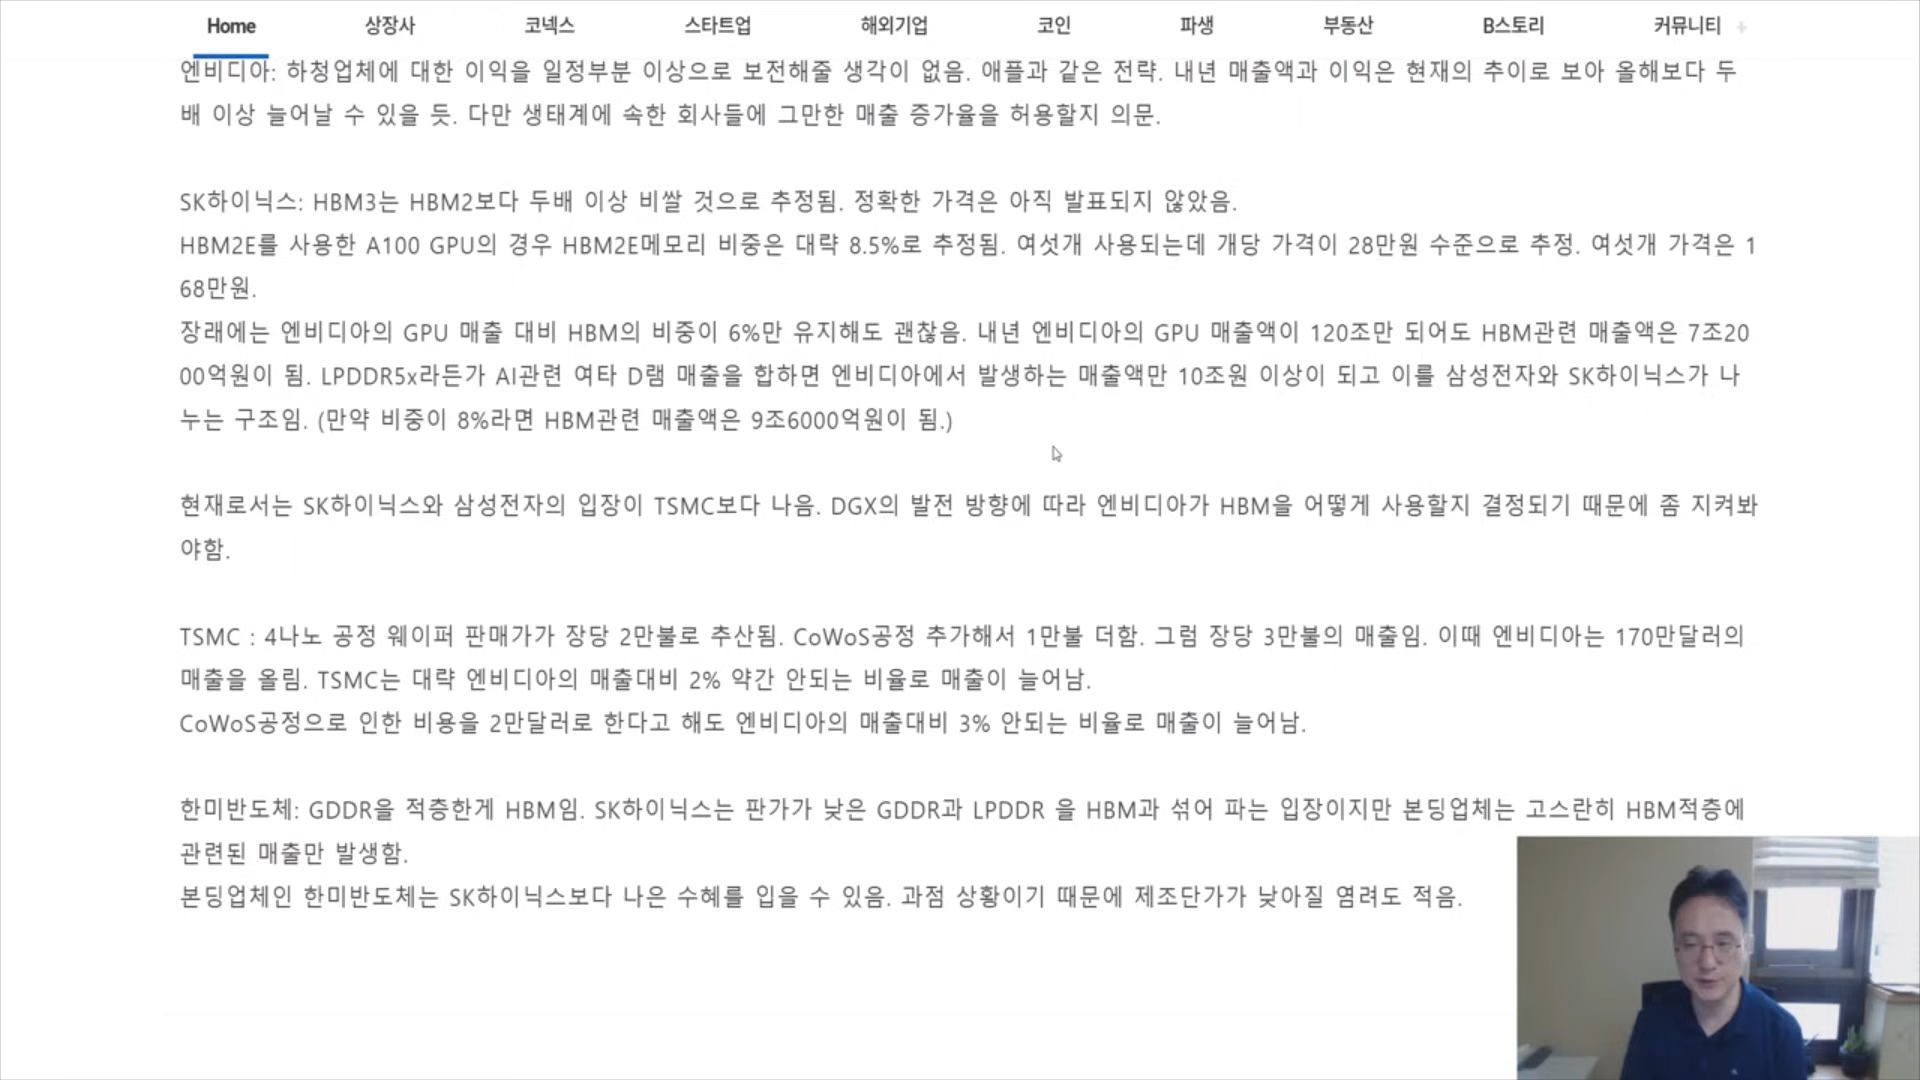 Home 상장사 코넥스 스타트업 해외기업 코인 파생 부동산 B스토리 커뮤니티 +
엔비디아: 하청업체에 대한 이익을 일정부분 이상으로 보전해줄 생각이 없음. 애플과 같은 전략. 내년 매출액과 이익은 현재의 추이로 보아 올해보다 두
배 이상 늘어날 수 있을 듯. 다만 생태계에 속한 회사들에 그만한 매출 증가율을 허용할지 의문.
SK하이닉스: HBM3는 HBM2보다 두배 이상 비쌀 것으로 추정됨. 정확한 가격은 아직 발표되지 않았음.
HBM2E를 사용한 A100 GPU의 경우 HBM2E메모리 비중은 대략 8.5%로 추정됨. 여섯개 사용되는데 개당 가격이 28만원 수준으로 추정. 여섯개 가격은 1
68만원.
장래에는 엔비디아의 GPU 매출 대비 HBM의 비중이 6%만 유지해도 괜찮음. 내년 엔비디아의 GPU 매출액이 120조만 되어도 HBM관련 매출액은 7조20
00억원이 됨. LPDDR5x라든가 AI관련 여타 D램 매출을 합하면 엔비디아에서 발생하는 매출액만 10조원 이상이 되고 이를 삼성전자와 SK하이닉스가 나
누는 구조임. (만약 비중이 8%라면 HBM관련 매출액은 9조6000억원이 됨.)
현재로서는 SK하이닉스와 삼성전자의 입장이 TSMC보다 나음. DGX의 발전 방향에 따라 엔비디아가 HBM을 어떻게 사용할지 결정되기 때문에 좀 지켜봐
야함.
TSMC : 4나노 공정 웨이퍼 판매가가 장당 2만불로 추산됨. CoWoS공정 추가해서 1만불 더함. 그럼 장당 3만불의 매출임. 이때 엔비디아는 170만달러의
매출을 올림. TSMC는 대략 엔비디아의 매출대비 2% 약간 안되는 비율로 매출이 늘어남.
CoWoS공정으로 인한 비용을 2만달러로 한다고 해도 엔비디아의 매출대비 3% 안되는 비율로 매출이 늘어남.
한미반도체: GDDR을 적층한게 HBM임. SK하이닉스는 판가가 낮은 GDDR과 LPDDR 을 HBM과 섞어 파는 입장이지만 본딩업체는 고스란히 HBM적층에
관련된 매출만 발생함.
본딩업체인 한미반도체는 SK하이닉스보다 나은 수혜를 입을 수 있음. 과점 상황이기 때문에 제조단가가 낮아질 염려도 적음.